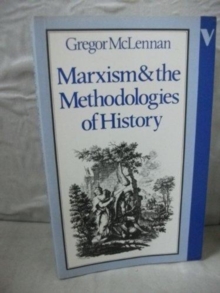 Gregor McLennan
V
Marxism & the
Methodologies
of History